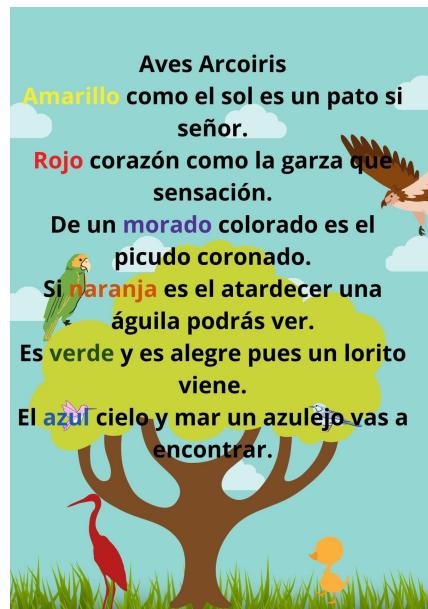 Aves Arcoiris
Amarillo como el sol es un pato si
señor.
Rojo corazón como la garza que
sensación.
De un morado colorado es el
picudo coronado.
Si naranja es el atardecer una
águila podrás ver.
Es verde y es alegre pues un lorito
viene.
El azul cielo y mar un azulejo vas a
encontrar.